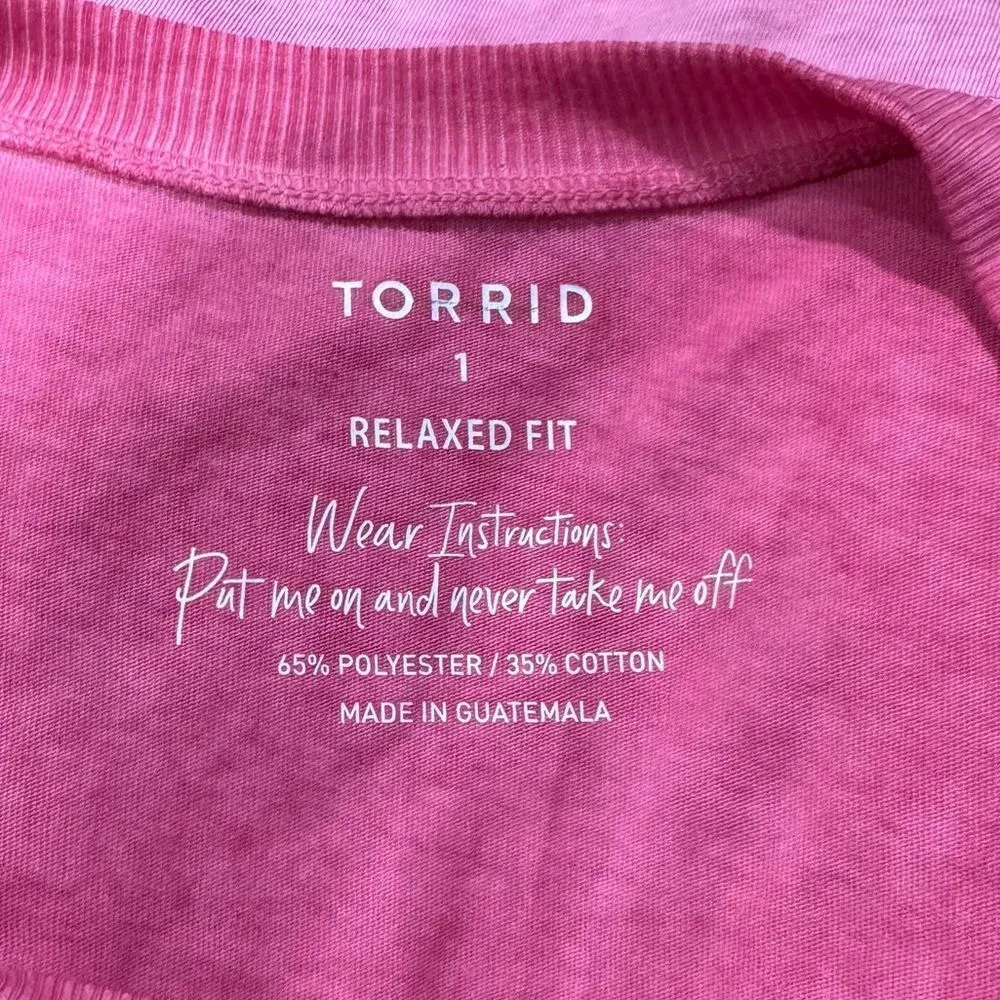 TORRID
1
RELAXED FIT
Wear Instructions:
Put me on and never take me off
65% POLYESTER / 35% COTTON
MADE IN GUATEMALA